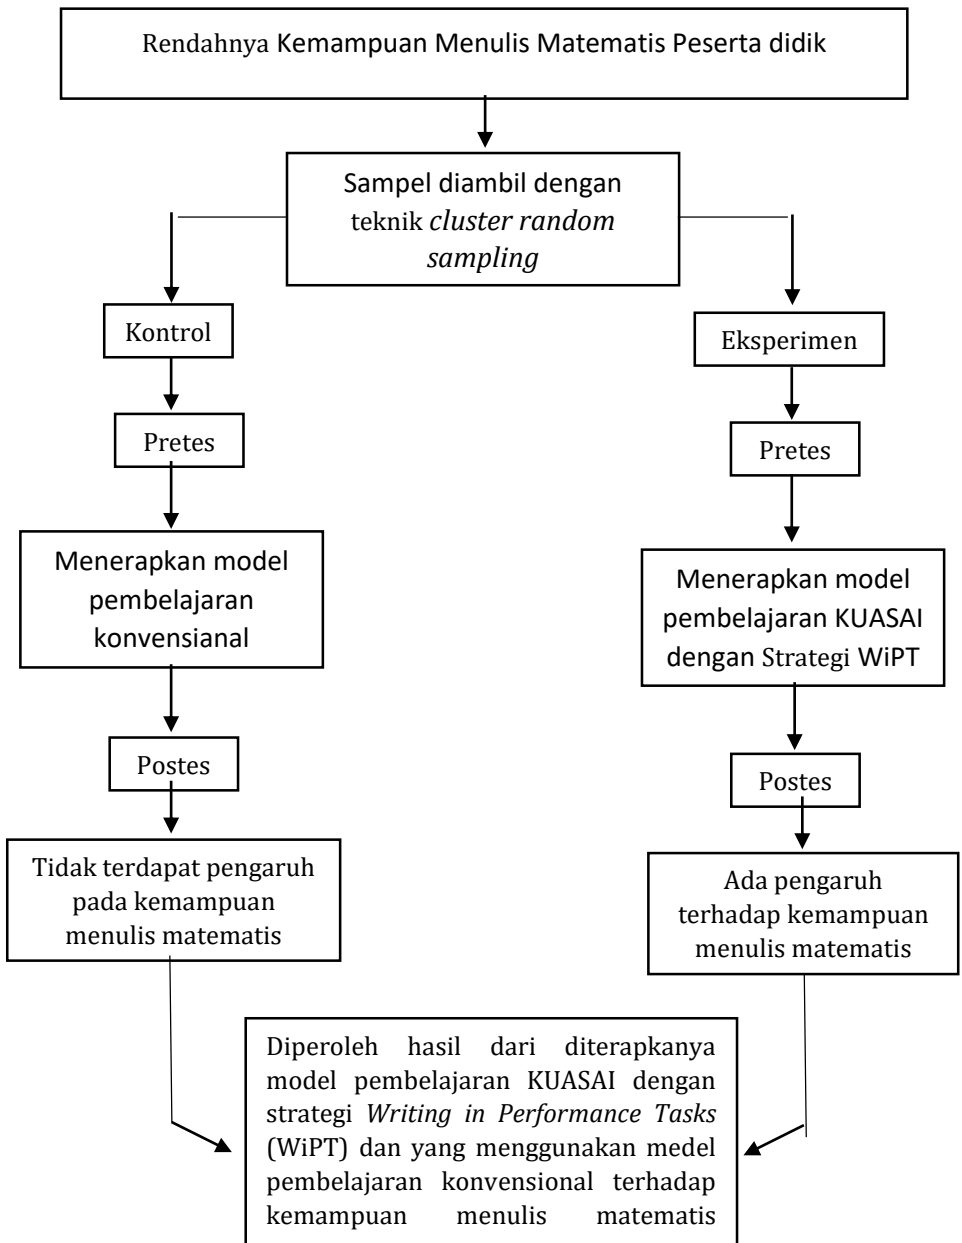 Rendahnya Kemampuan Menulis Matematis Peserta didik
Sampel diambil dengan
teknik cluster random
sampling
Kontrol
Eksperimen
Pretes
Pretes
Menerapkan model
pembelajaran
konvensianal
Menerapkan model
pembelajaran KUASAI
dengan Strategi WiPT
Postes
Postes
Tidak terdapat pengaruh
pada kemampuan
menulis matematis
Ada pengaruh
terhadap kemampuan
menulis matematis
Diperoleh hasil dari diterapkanya
model pembelajaran KUASAI dengan
strategi Writing in Performance Tasks
(WiPT) dan yang menggunakan medel
pembelajaran konvensional terhadap
kemampuan menulis matematis